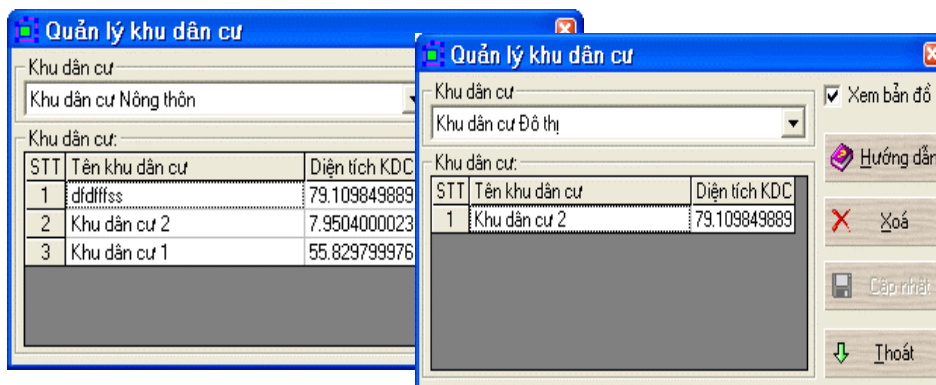 Quản lý khu dân cư
Khu dân cư
Khu dân cư Nông thôn
Khu dân cư:
STT Tên khu dân cư Diện tích KDC
1 dfdfffss 79.109849889
2 Khu dân cư 2 7.9504000023
3 Khu dân cư 1 55.829799976
Quản lý khu dân cư
Khu dân cư
Khu dân cư Đô thị
Xem bản đồ
Khu dân cư:
STT Tên khu dân cư Diện tích KDC
1 Khu dân cư 2 79.109849889
Hướng dẫn
Xoá
Cập nhật
Thoát